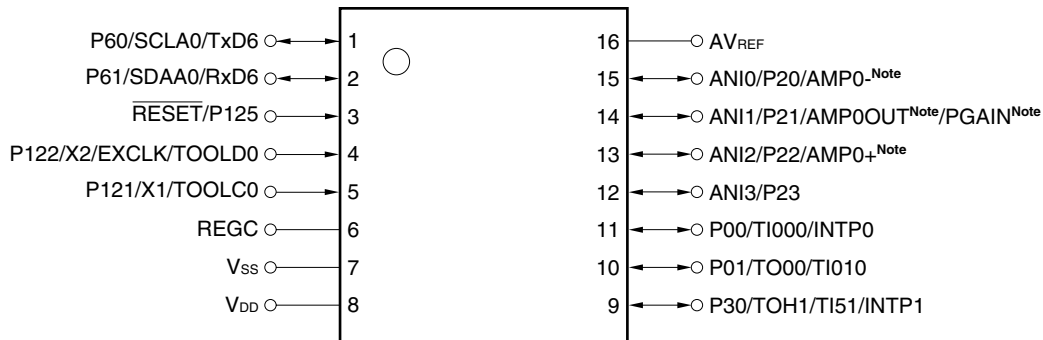 P60/SCLA0/TxD6 1 16 AVREF
P61/SDAA0/RxD6 2 15 ANI0/P20/AMP0-Note
RESET/P125 3 14 ANI1/P21/AMP0OUTNote/PGAINNote
P122/X2/EXCLK/TOOLD0 4 13 ANI2/P22/AMP0+Note
P121/X1/TOOLC0 5 12 ANI3/P23
REGC 6 11 P00/TI000/INTP0
VSS 7 10 P01/TO00/TI010
VDD 8 9 P30/TOH1/TI51/INTP1